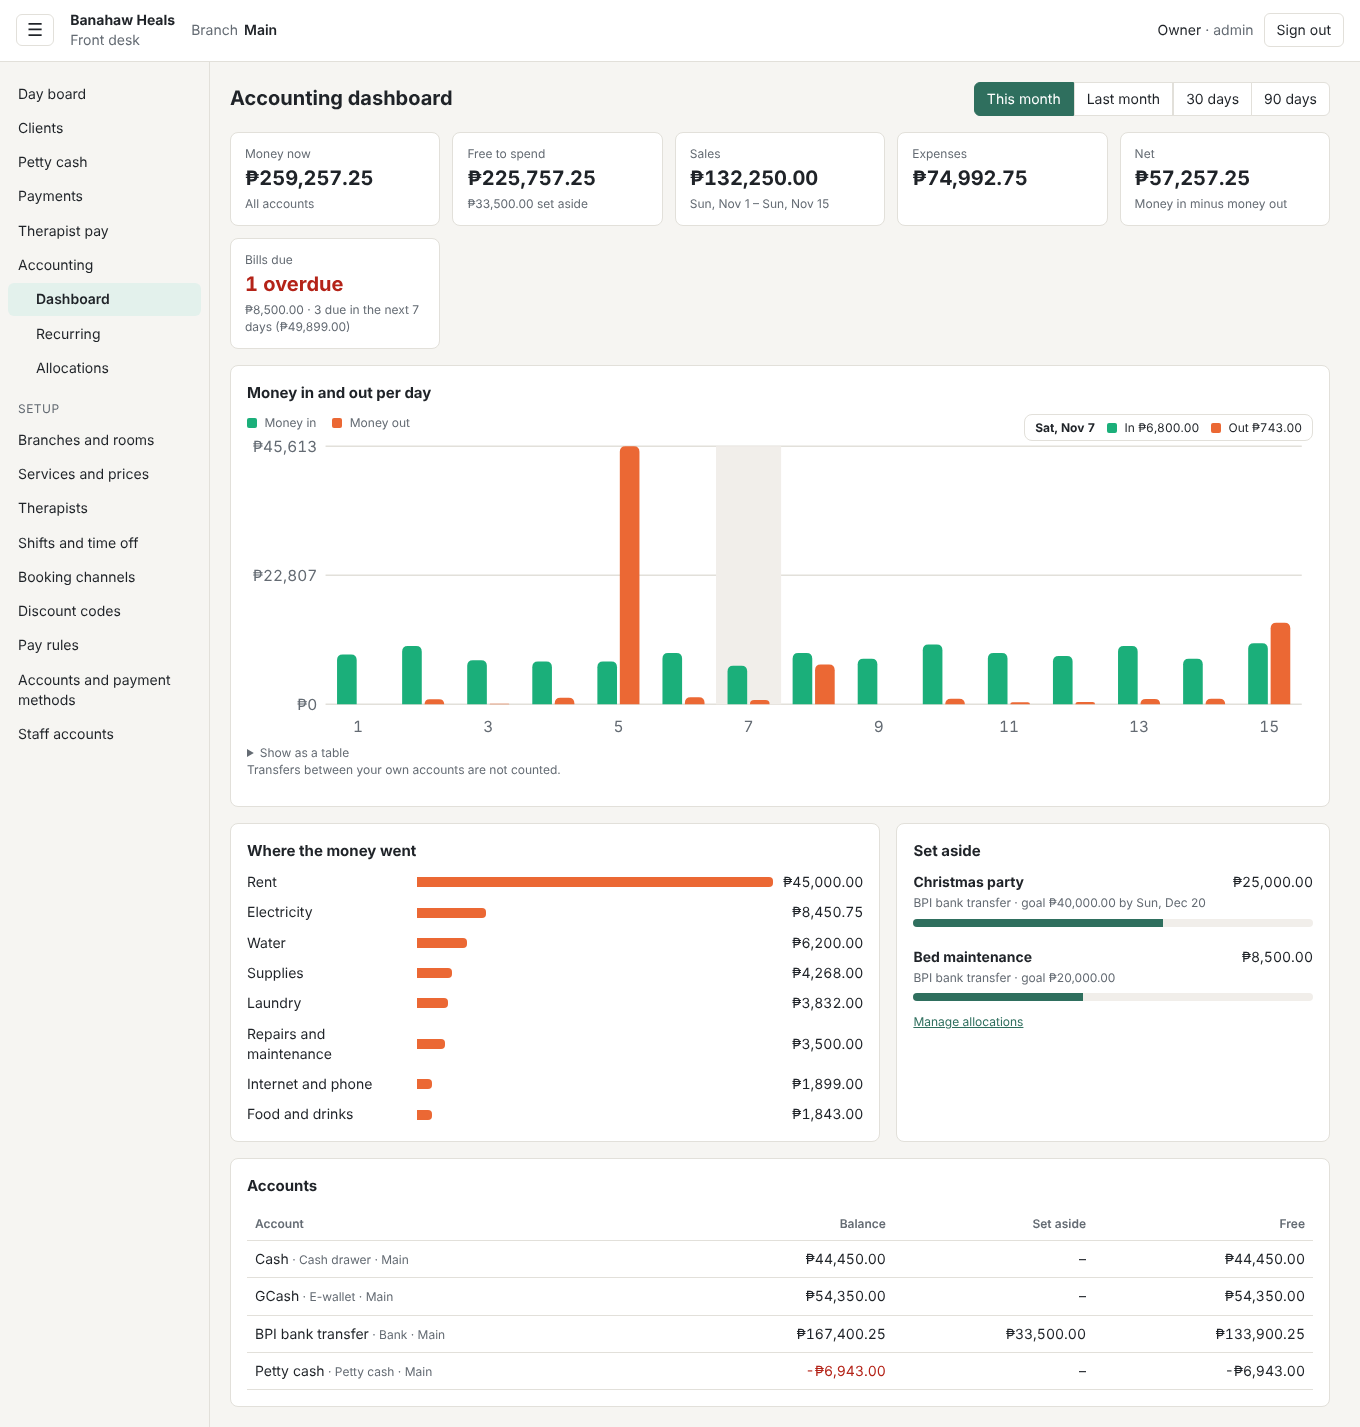 ☰
Banahaw Heals
Front desk
Branch Main
Owner · admin
Sign out
Day board
Clients
Petty cash
Payments
Therapist pay
Accounting
Dashboard
Recurring
Allocations
SETUP
Branches and rooms
Services and prices
Therapists
Shifts and time off
Booking channels
Discount codes
Pay rules
Accounts and payment
methods
Staff accounts
Accounting dashboard
This month
Last month
30 days
90 days
Money now
₱259,257.25
All accounts
Free to spend
₱225,757.25
₱33,500.00 set aside
Sales
₱132,250.00
Sun, Nov 1 – Sun, Nov 15
Expenses
₱74,992.75
Net
₱57,257.25
Money in minus money out
Bills due
1 overdue
₱8,500.00 · 3 due in the next 7
days (₱49,899.00)
Money in and out per day
Money in Money out
Sat, Nov 7 In ₱6,800.00 Out ₱743.00
₱45,613
₱22,807
₱0
1 3 5 7 9 11 13 15
▶ Show as a table
Transfers between your own accounts are not counted.
Where the money went
Rent ₱45,000.00
Electricity ₱8,450.75
Water ₱6,200.00
Supplies ₱4,268.00
Laundry ₱3,832.00
Repairs and
maintenance ₱3,500.00
Internet and phone ₱1,899.00
Food and drinks ₱1,843.00
Set aside
Christmas party ₱25,000.00
BPI bank transfer · goal ₱40,000.00 by Sun, Dec 20
Bed maintenance ₱8,500.00
BPI bank transfer · goal ₱20,000.00
Manage allocations
Accounts
Account Balance Set aside Free
Cash · Cash drawer · Main ₱44,450.00 – ₱44,450.00
GCash · E-wallet · Main ₱54,350.00 – ₱54,350.00
BPI bank transfer · Bank · Main ₱167,400.25 ₱33,500.00 ₱133,900.25
Petty cash · Petty cash · Main -₱6,943.00 – -₱6,943.00